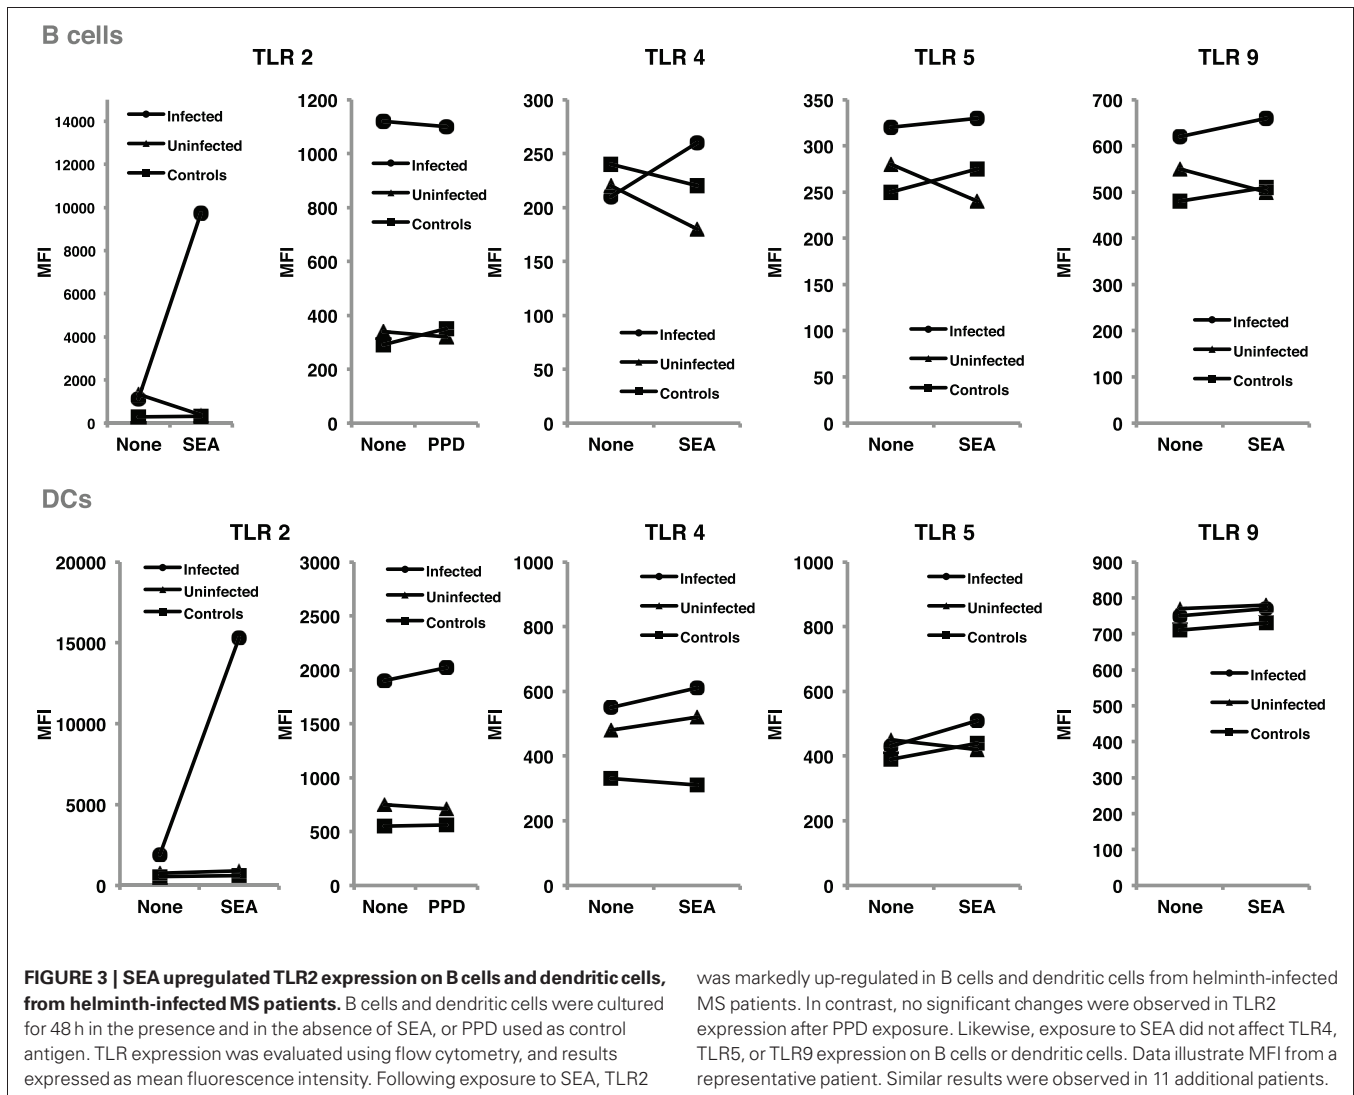 B cells
TLR 2
TLR 4
TLR 5
TLR 9
14000
12000
10000
8000
6000
4000
2000
0
MFI
Infected
Uninfected
Controls
None SEA
1200
1000
800
600
400
200
0
MFI
Infected
Uninfected
Controls
None PPD
300
250
200
150
100
50
0
MFI
Infected
Uninfected
Controls
None SEA
350
300
250
200
150
100
50
0
MFI
Infected
Uninfected
Controls
None SEA
700
600
500
400
300
200
100
0
MFI
Infected
Uninfected
Controls
None SEA
DCs
TLR 2
TLR 4
TLR 5
TLR 9
20000
15000
10000
5000
0
MFI
Infected
Uninfected
Controls
None SEA
3000
2500
2000
1500
1000
500
0
MFI
Infected
Uninfected
Controls
None PPD
1000
800
600
400
200
0
MFI
Infected
Uninfected
Controls
None SEA
1000
800
600
400
200
0
MFI
Infected
Uninfected
Controls
None SEA
900
800
700
600
500
400
300
200
100
0
MFI
Infected
Uninfected
Controls
None SEA
FIGURE 3 | SEA upregulated TLR2 expression on B cells and dendritic cells,
from helminth-infected MS patients. B cells and dendritic cells were cultured
for 48 h in the presence and in the absence of SEA, or PPD used as control
antigen. TLR expression was evaluated using flow cytometry, and results
expressed as mean fluorescence intensity. Following exposure to SEA, TLR2
was markedly up-regulated in B cells and dendritic cells from helminth-infected
MS patients. In contrast, no significant changes were observed in TLR2
expression after PPD exposure. Likewise, exposure to SEA did not affect TLR4,
TLR5, or TLR9 expression on B cells or dendritic cells. Data illustrate MFI from a
representative patient. Similar results were observed in 11 additional patients.